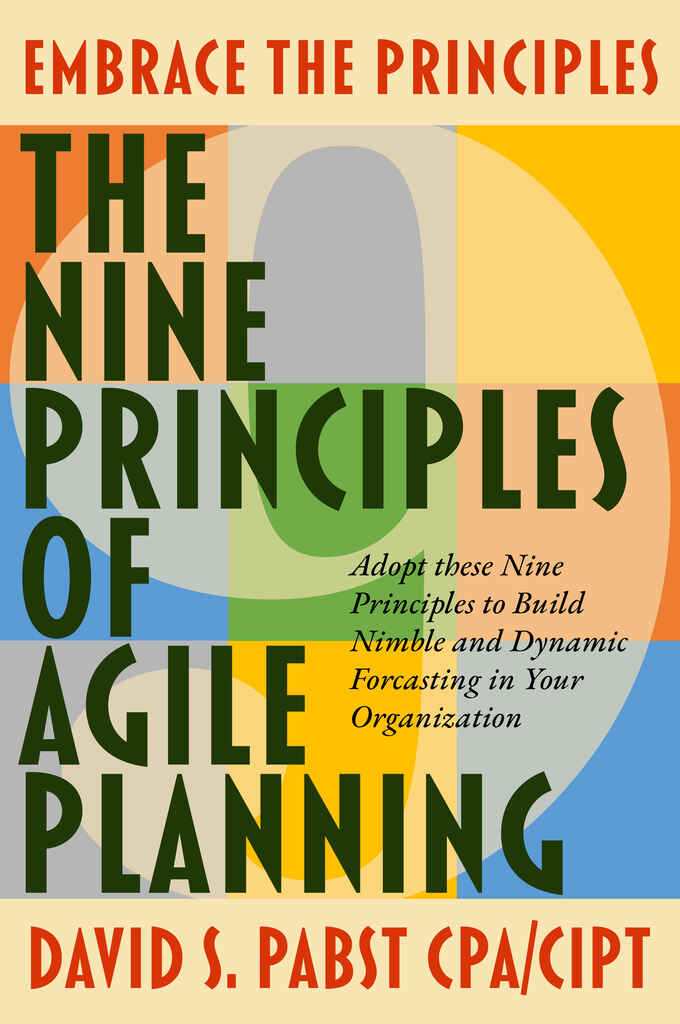 EMBRACE THE PRINCIPLES
THE
NINE
PRINCIPLES
OF
AGILE
PLANNING
Adopt these Nine
Principles to Build
Nimble and Dynamic
Forcasting in Your
Organization
DAVID S. PABST CPA/CIPT